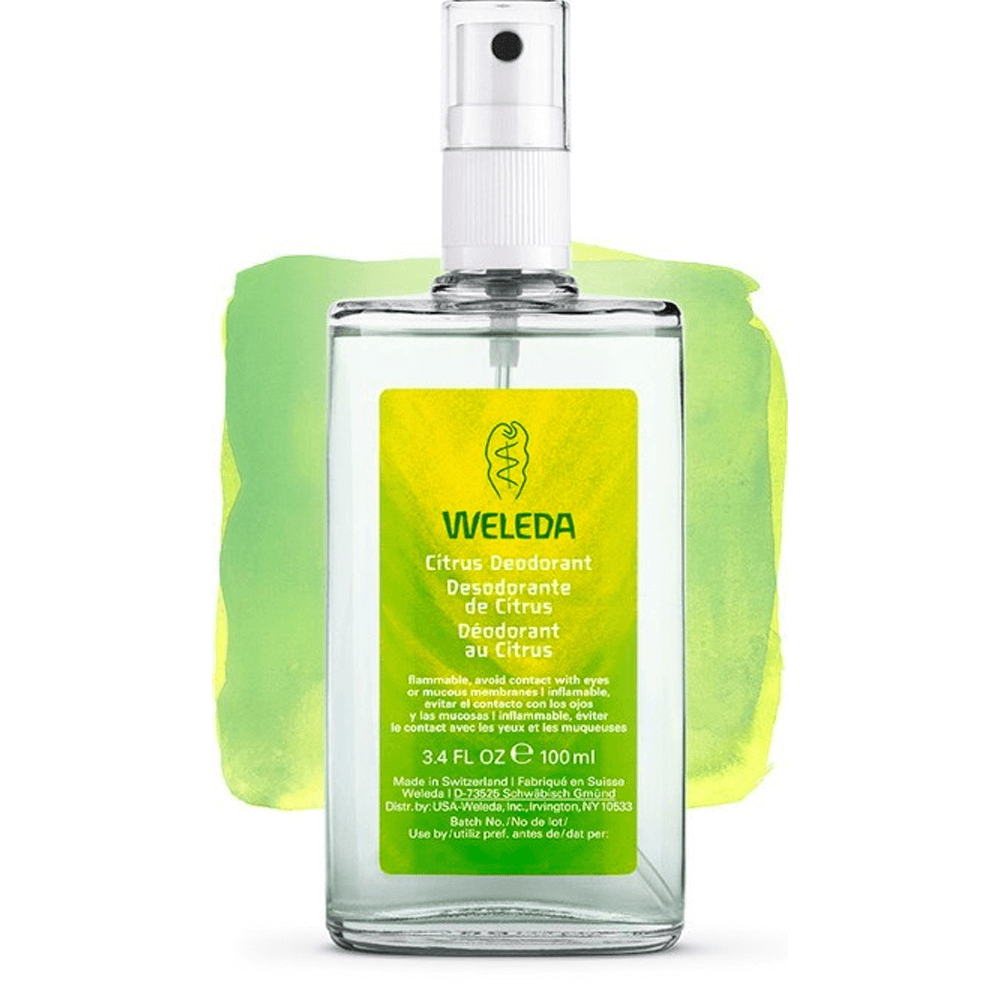 WELEDA
Citrus Deodorant
Desodorante
de Citrus
Déodorant
au Citrus
flammable, avoid contact with eyes
or mucous membranes | inflamable,
evitar el contacto con los ojos
y las mucosas | inflammable, éviter
le contact avec les yeux et les muqueuses
3.4 FL OZ ℮ 100 ml
Made in Switzerland | Fabriqué en Suisse
Weleda | D-73525 Schwäbisch Gmünd
Distr. by: USA-Weleda, Inc., Irvington, NY 10533
Batch No./No de lot/
Use by/utiliz pref. antes de/dat per: